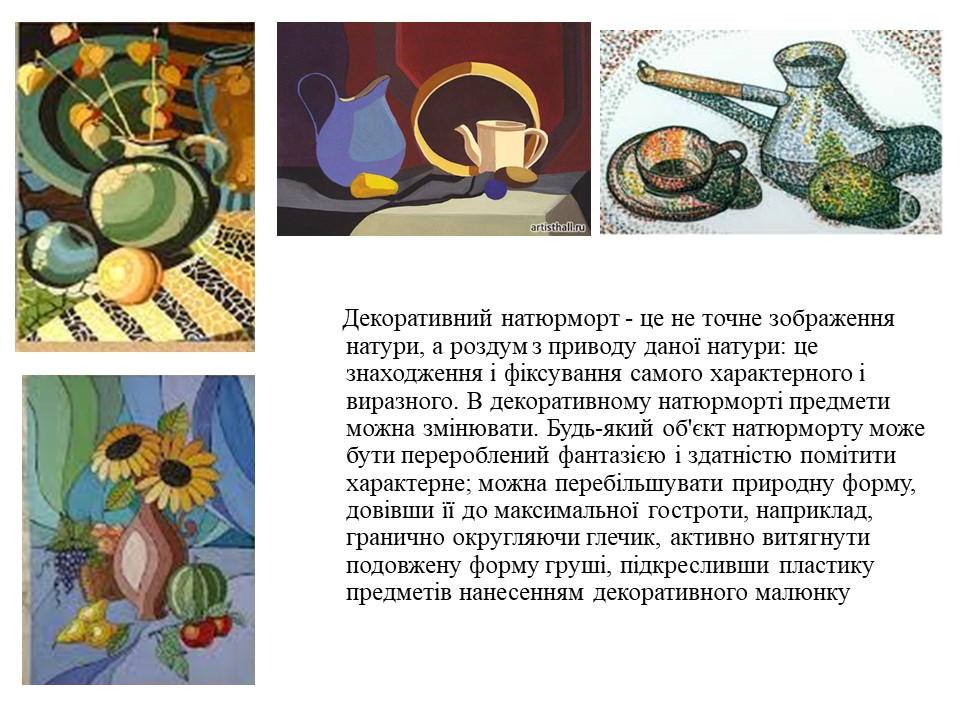 artisthall.ru
Декоративний натюрморт - це не точне зображення
натури, а роздум з приводу даної натури: це
знаходження і фіксування самого характерного і
виразного. В декоративному натюрморті предмети
можна змінювати. Будь-який об'єкт натюрморту може
бути перероблений фантазією і здатністю помітити
характерне; можна перебільшувати природну форму,
довівши її до максимальної гостроти, наприклад,
гранично округляючи глечик, активно витягнути
подовжену форму груші, підкресливши пластику
предметів нанесенням декоративного малюнку